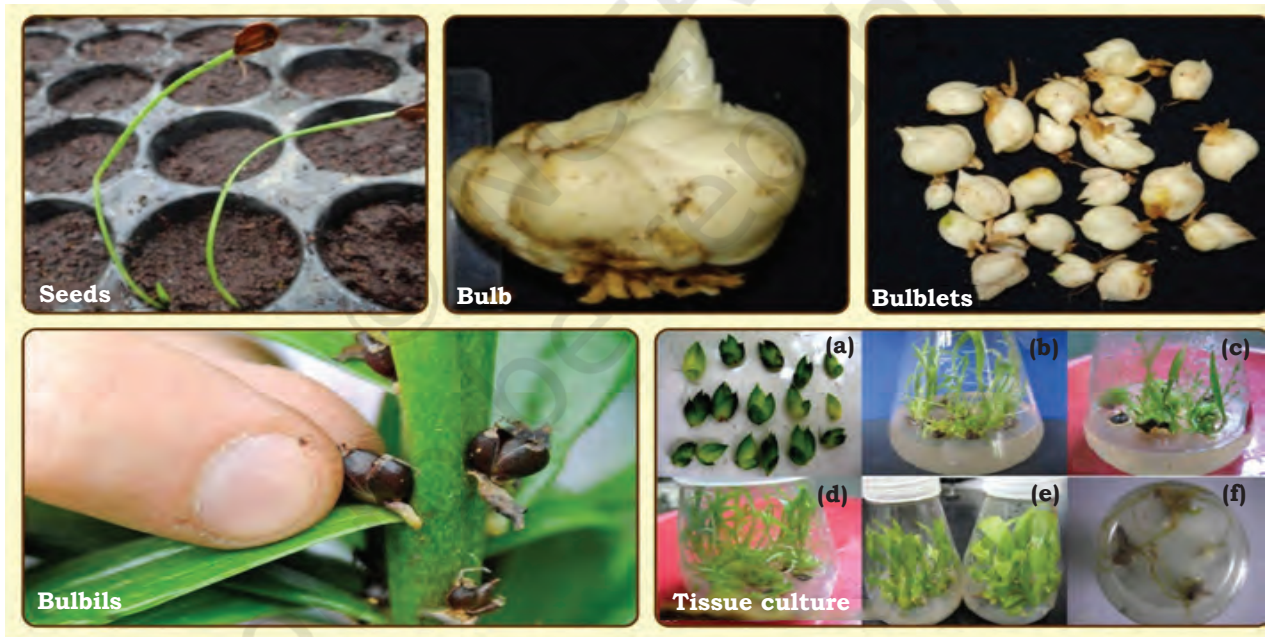 Seeds
Bulb
Bulblets
Bulbils
(a)
(b)
(c)
(d)
(e)
(f)
Tissue culture